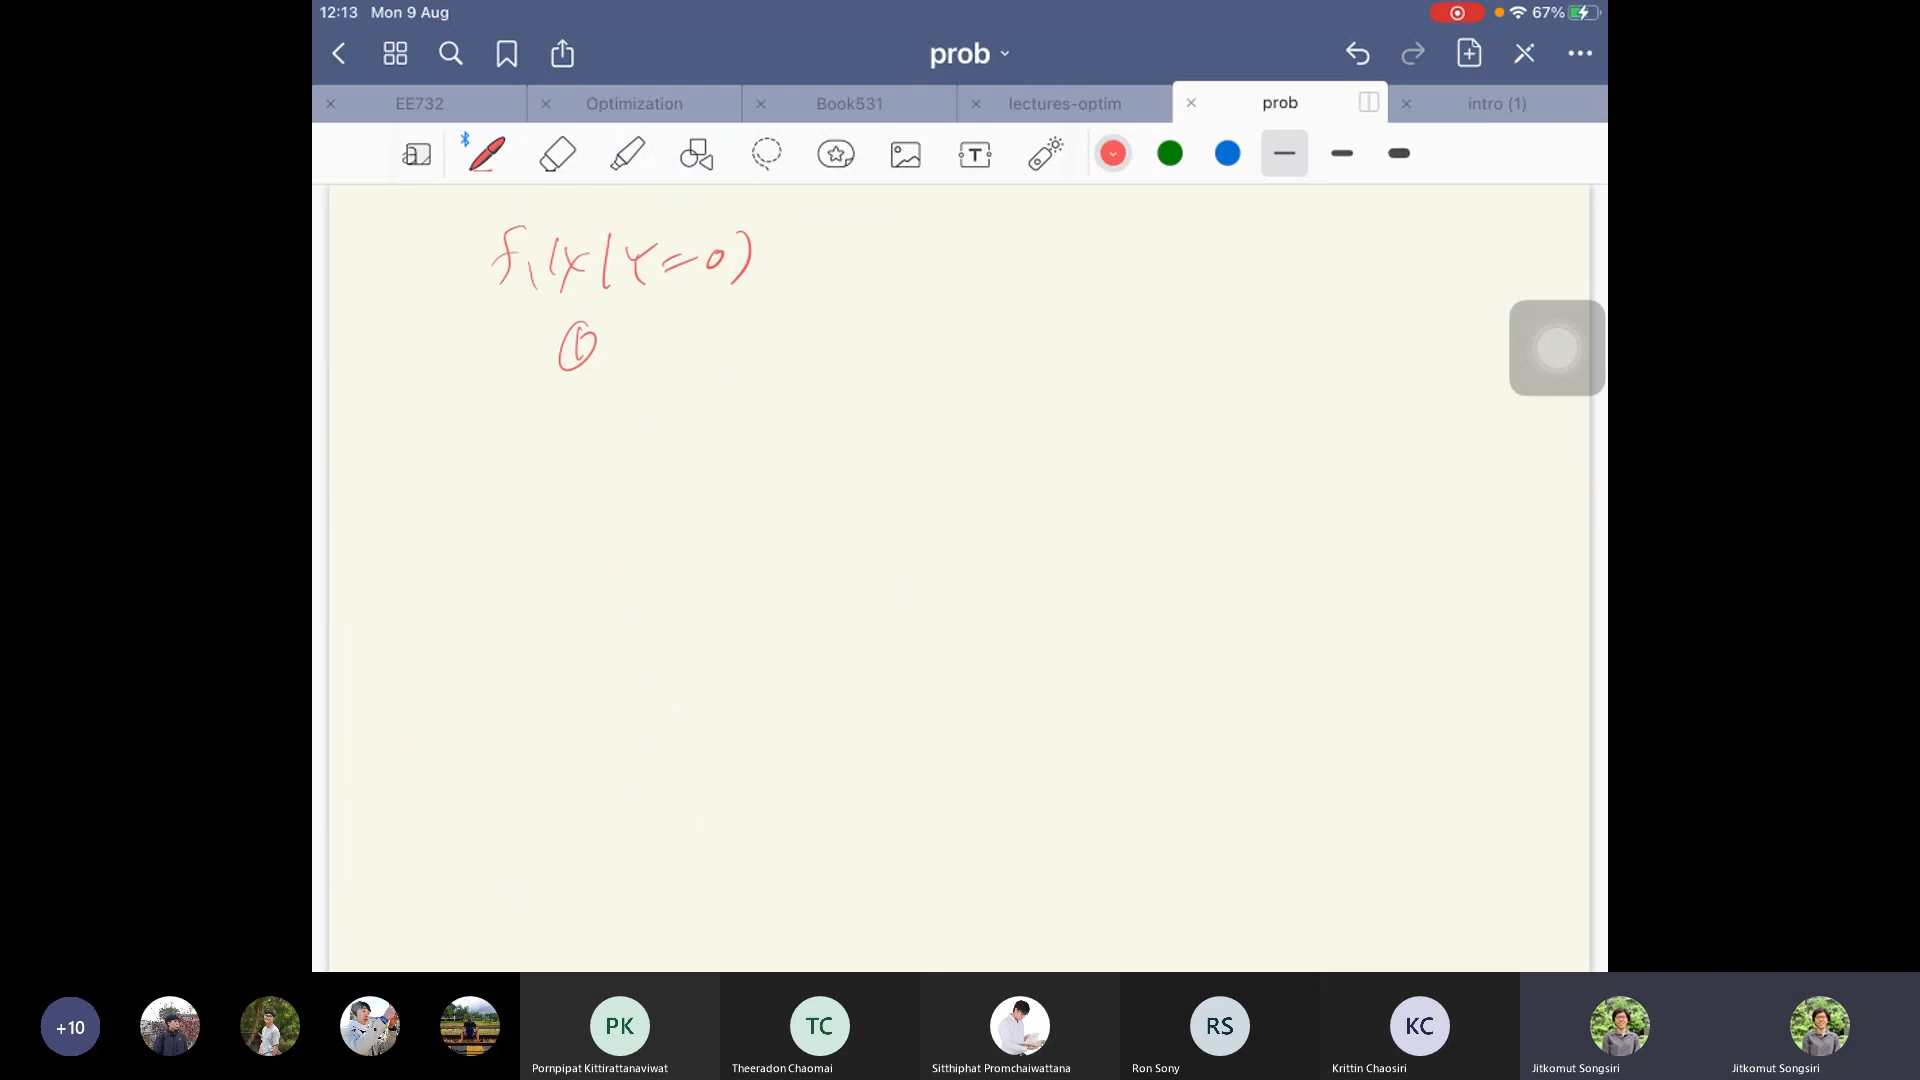 12:13 Mon 9 Aug
67%
prob
EE732
Optimization
Book531
lectures-optim
prob
intro (1)
T
f₁(x|Y=0)
+10
PK
TC
RS
KC
Pornpipat Kittirattanaviwat
Theeradon Chaomai
Sitthiphat Promchaiwattana
Ron Sony
Krittin Chaosiri
Jitkomut Songsiri
Jitkomut Songsiri